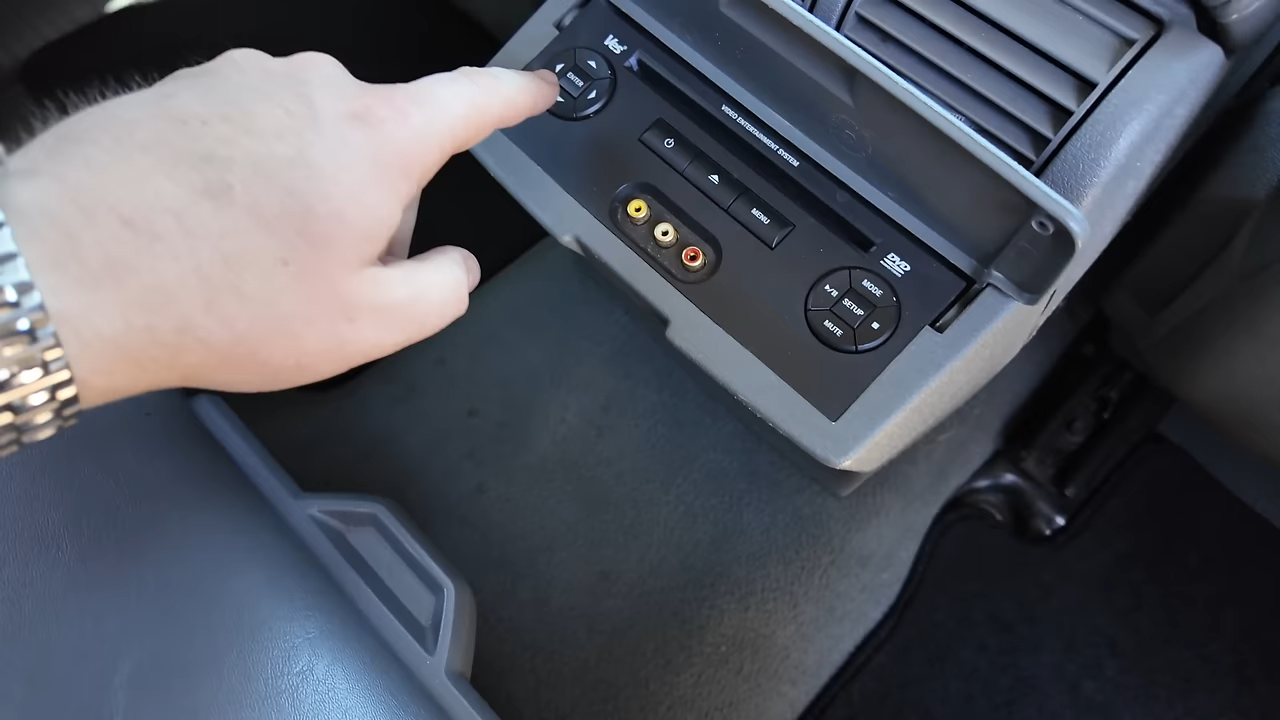 VES
ENTER
VIDEO ENTERTAINMENT SYSTEM
MENU
DVD
MODE
SETUP
MUTE